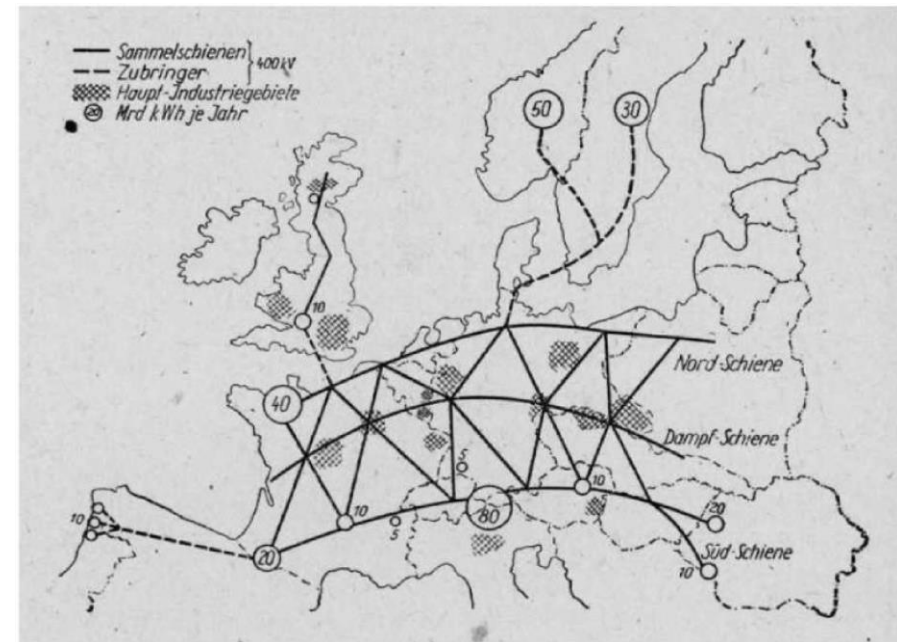 Sammelschienen
Zubringer
400 kV
Haupt-Industriegebiete
20 Mrd kWh je Jahr
50
30
10
40
Nord-Schiene
Dampf-Schiene
5
10
80
10
20
10
20
5
Süd-Schiene
10